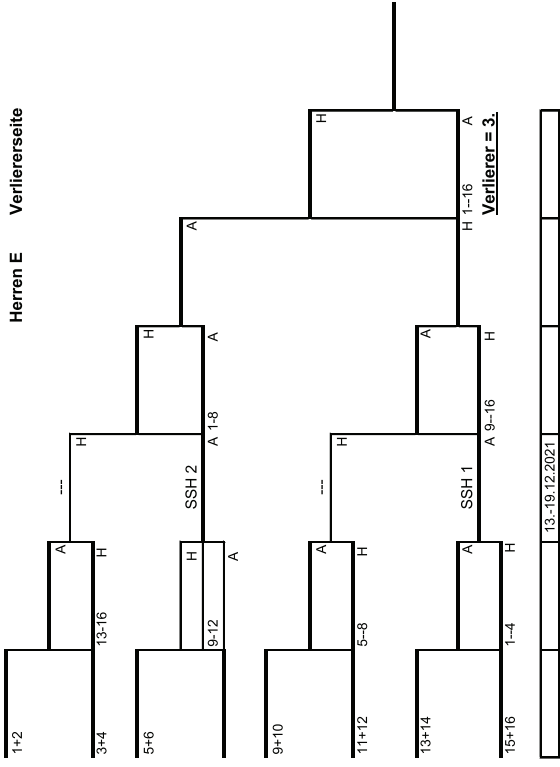 Herren E Verliererseite
1+2
3+4
13-16
A
H
---
H
5+6
9-12
H
A
SSH 2
A 1-8
H
A
A
9+10
11+12
5--8
A
H
---
H
13+14
15+16
1--4
A
H
SSH 1
A 9--16
A
H
H 1--16
H
A
Verlierer = 3.
13.-19.12.2021